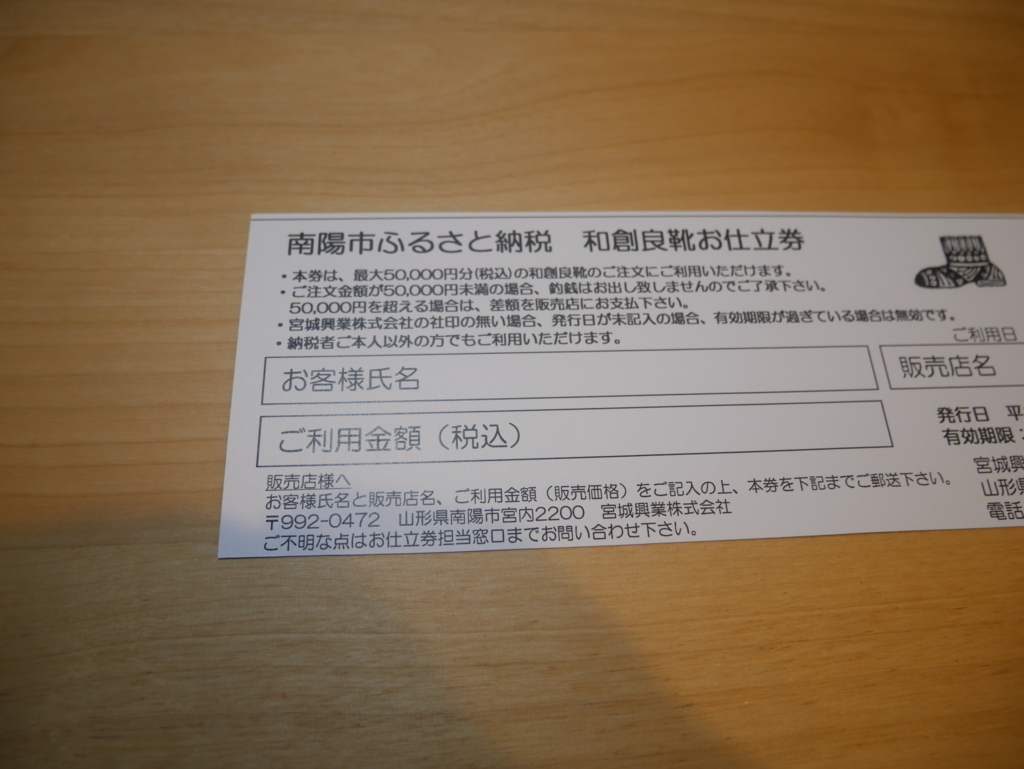 南陽市ふるさと納税 和創良靴お仕立券
・本券は、最大50,000円分(税込)の和創良靴のご注文にご利用いただけます。
・ご注文金額が50,000円未満の場合、釣銭はお出し致しませんのでご了承下さい。
50,000円を超える場合は、差額を販売店にお支払下さい。
・宮城興業株式会社の社印の無い場合、発行日が未記入の場合、有効期限が過ぎている場合は無効です。
・納税者ご本人以外の方でもご利用いただけます。
ご利用日
お客様氏名
販売店名
ご利用金額（税込）
発行日 平
有効期限：
販売店様へ
お客様氏名と販売店名、ご利用金額（販売価格）をご記入の上、本券を下記までご郵送下さい。
〒992-0472 山形県南陽市宮内2200 宮城興業株式会社
ご不明な点はお仕立券担当窓口までお問い合わせ下さい。
宮城興
山形県
電話